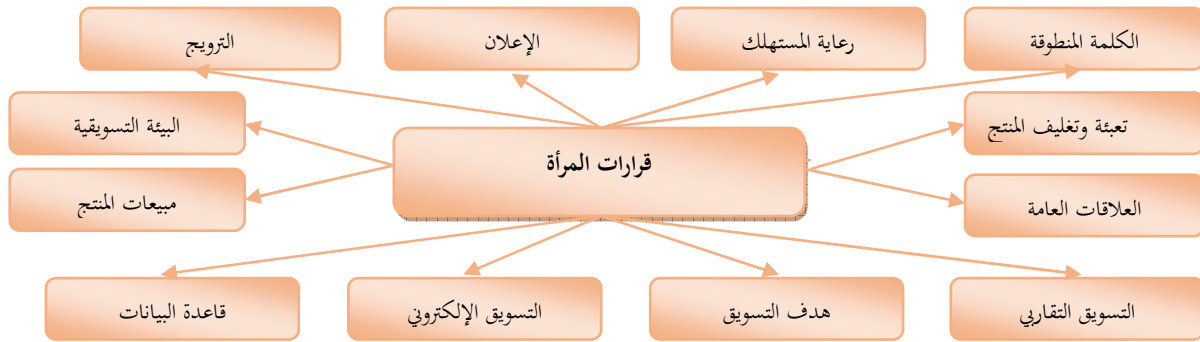 الكلمة المنطوقة
رعاية المستهلك
الإعلان
الترويج
تعبئة وتغليف المنتج
البيئة التسويقية
قرارات المرأة
العلاقات العامة
مبيعات المنتج
التسويق التقاربي
هدف التسويق
التسويق الإلكتروني
قاعدة البيانات